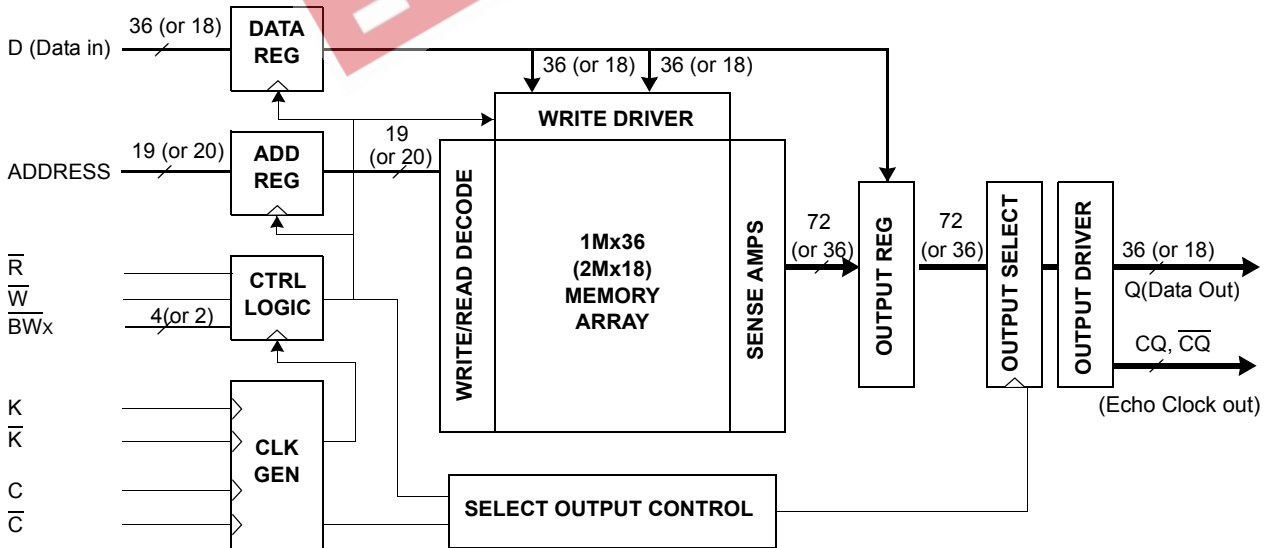 D (Data in)
36 (or 18)
DATA
REG
36 (or 18)
36 (or 18)
WRITE DRIVER
ADDRESS
19 (or 20)
ADD
REG
19
(or 20)
WRITE/READ DECODE
1Mx36
(2Mx18)
MEMORY
ARRAY
SENSE AMPS
72
(or 36)
OUTPUT REG
72
(or 36)
OUTPUT SELECT
OUTPUT DRIVER
36 (or 18)
Q(Data Out)
CQ, C̅Q̅
(Echo Clock out)
R̅
W̅
B̅W̅x
4(or 2)
CTRL
LOGIC
K
K̅
C
C̅
CLK
GEN
SELECT OUTPUT CONTROL